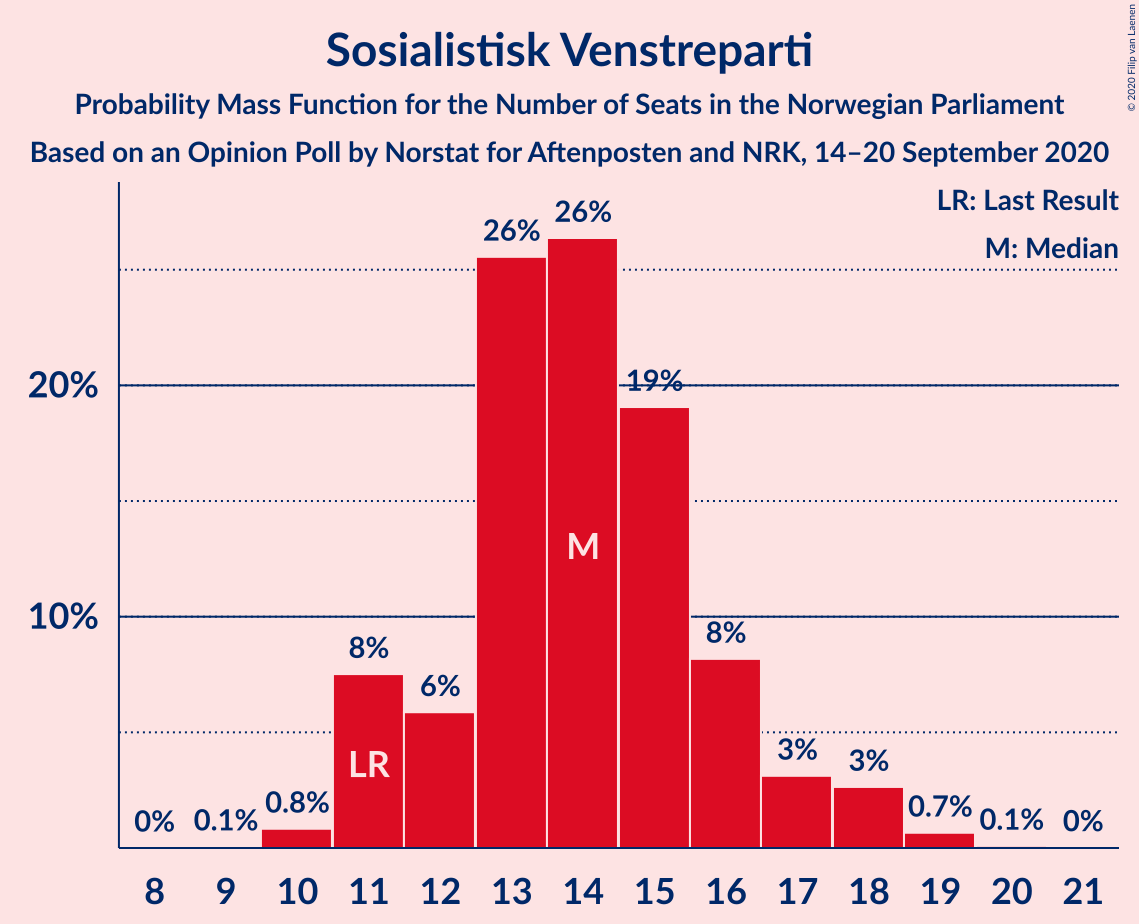 Sosialistisk Venstreparti
Probability Mass Function for the Number of Seats in the Norwegian Parliament
Based on an Opinion Poll by Norstat for Aftenposten and NRK, 14–20 September 2020
© 2020 Filip van Laenen
LR: Last Result
M: Median
20%
10%
0%
0.1%
0.8%
8%
6%
26%
26%
19%
8%
3%
3%
0.7%
0.1%
0%
LR
M
8 9 10 11 12 13 14 15 16 17 18 19 20 21